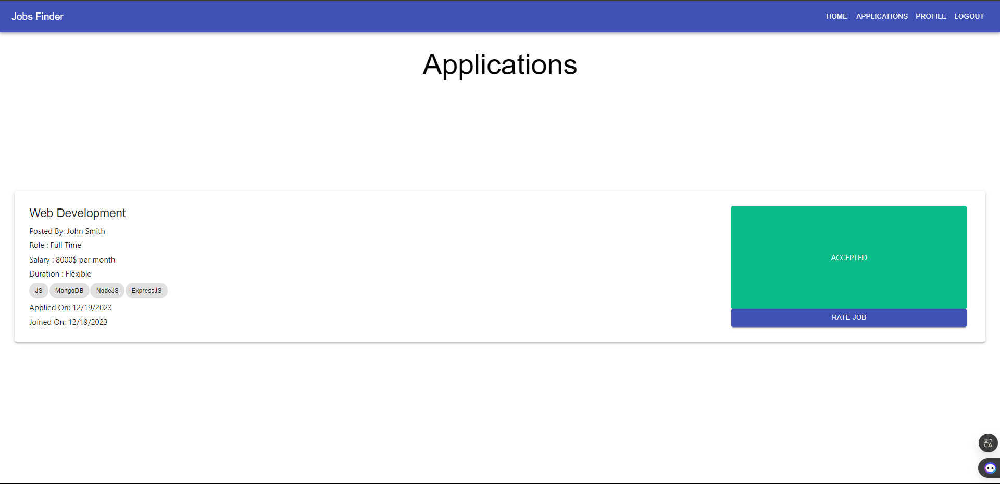 Jobs Finder
HOME APPLICATIONS PROFILE LOGOUT
Applications
Web Development
Posted By: John Smith
Role : Full Time
Salary : 8000$ per month
Duration : Flexible
JS MongoDB NodeJS ExpressJS
Applied On: 12/19/2023
Joined On: 12/19/2023
ACCEPTED
RATE JOB